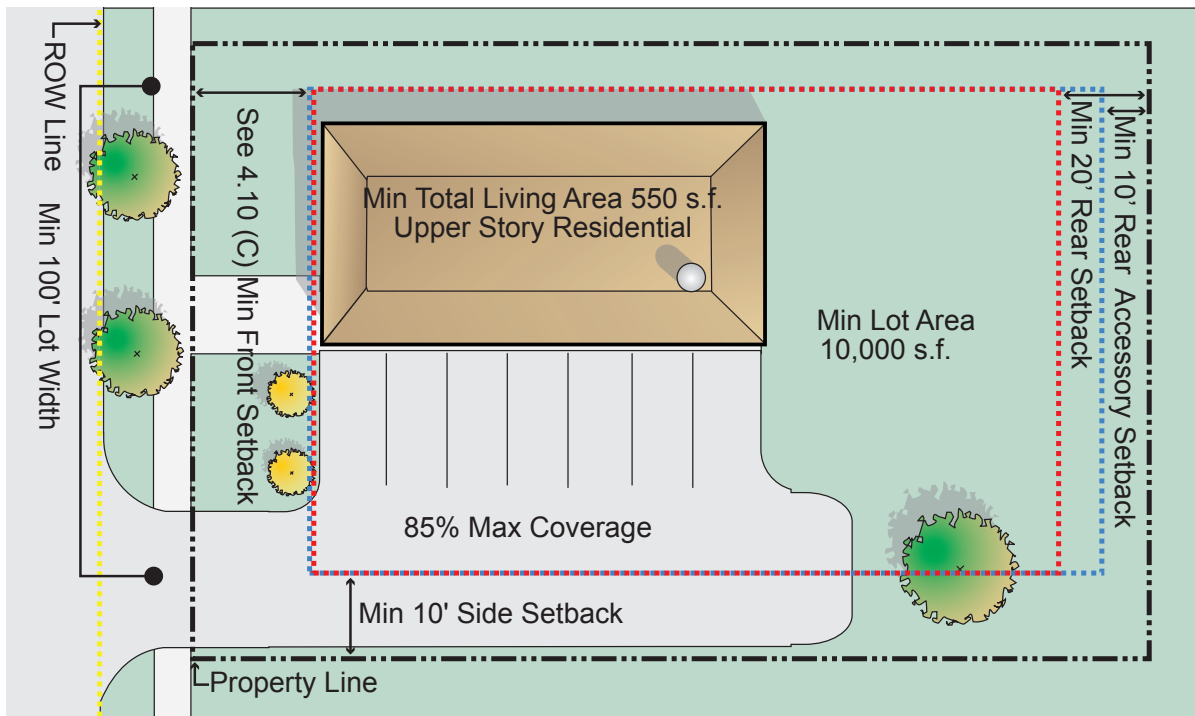 ROW Line
Min 100' Lot Width
See 4.10 (C) Min Front Setback
Min Total Living Area 550 s.f.
Upper Story Residential
Min Lot Area
10,000 s.f.
Min 20’ Rear Setback
Min 10’ Rear Accessory Setback
85% Max Coverage
Min 10' Side Setback
Property Line